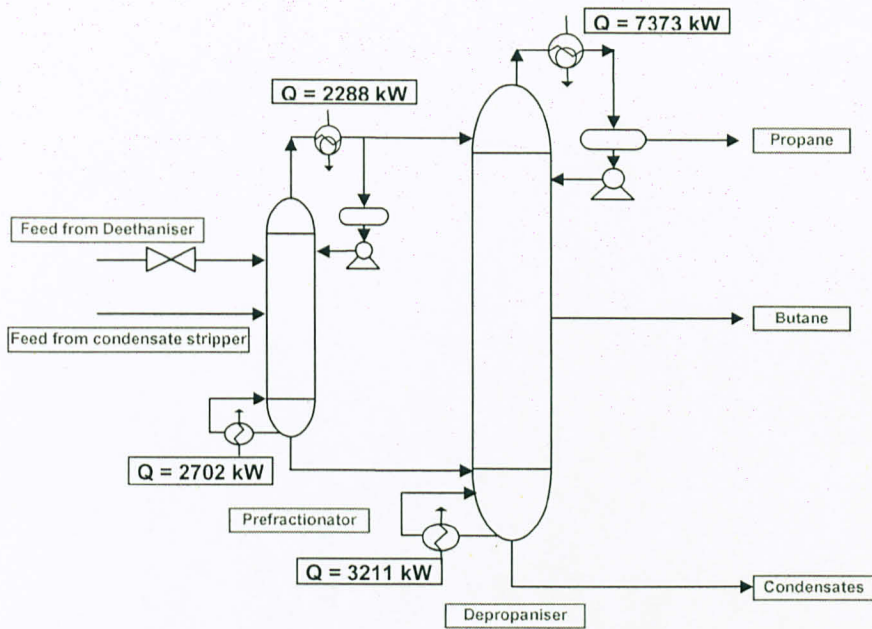 Q = 7373 kW
Q = 2288 kW
Propane
Feed from Deethaniser
Butane
Feed from condensate stripper
Q = 2702 kW
Prefractionator
Q = 3211 kW
Condensates
Depropaniser